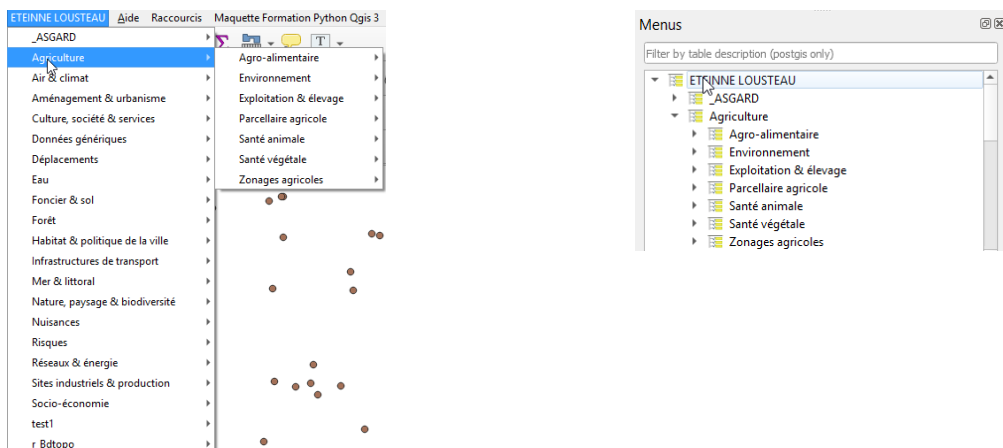 ETEINNE LOUSTEAU Aide Raccourcis Maquette Formation Python Qgis 3
_ASGARD
Agriculture
Air & climat
Aménagement & urbanisme
Culture, société & services
Données génériques
Déplacements
Eau
Foncier & sol
Forêt
Habitat & politique de la ville
Infrastructures de transport
Mer & littoral
Nature, paysage & biodiversité
Nuisances
Risques
Réseaux & énergie
Sites industriels & production
Socio-économie
test1
r_Bdtopo
Σ T
Agro-alimentaire
Environnement
Exploitation & élevage
Parcellaire agricole
Santé animale
Santé végétale
Zonages agricoles
Menus
Filter by table description (postgis only)
ETEINNE LOUSTEAU
_ASGARD
Agriculture
Agro-alimentaire
Environnement
Exploitation & élevage
Parcellaire agricole
Santé animale
Santé végétale
Zonages agricoles